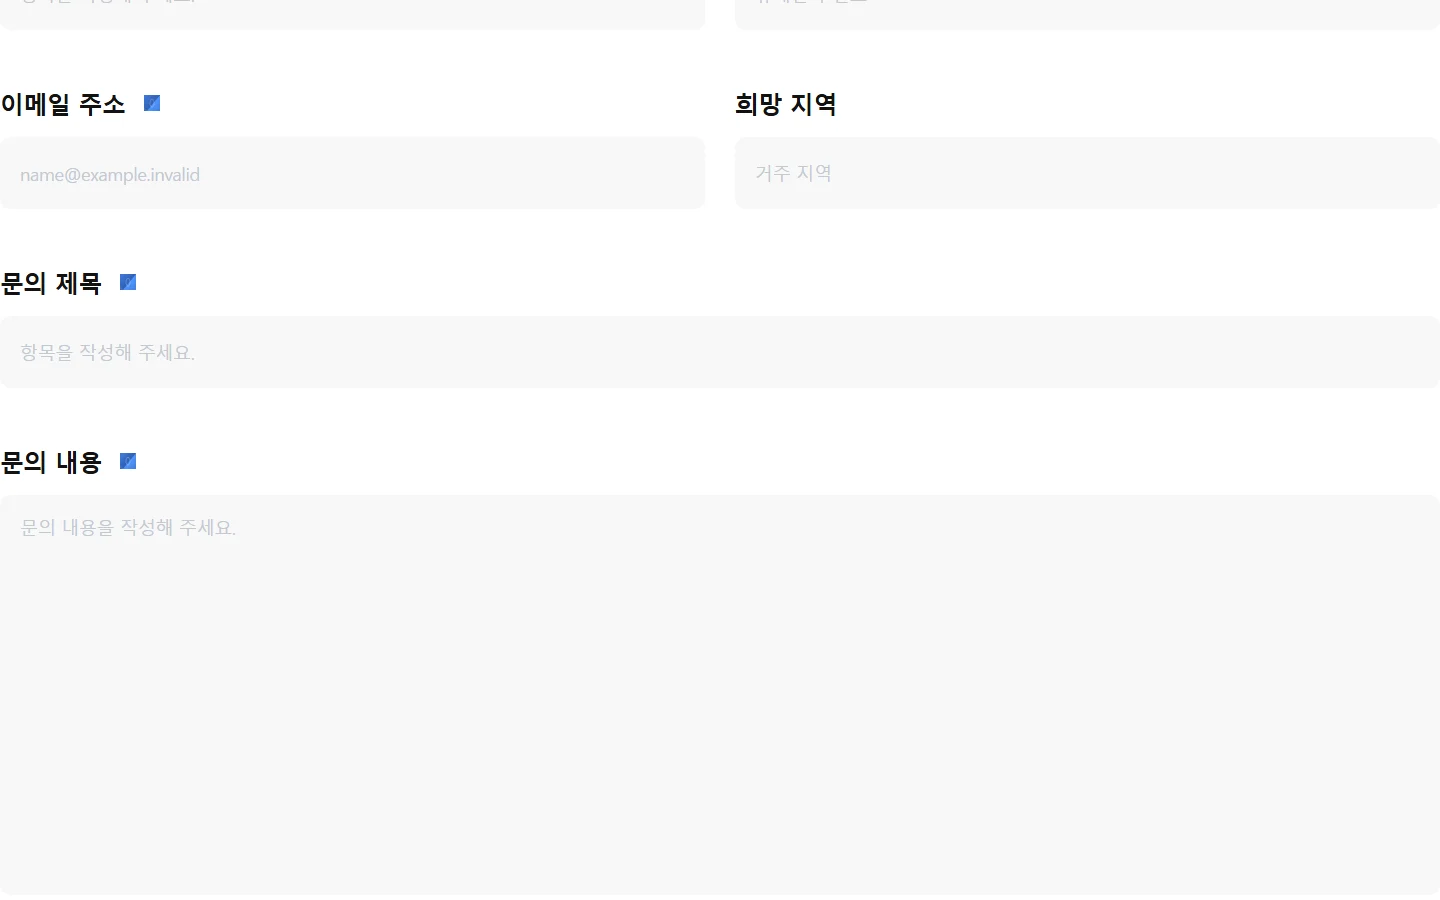 이메일 주소
희망 지역
name@example.invalid
거주 지역
문의 제목
항목을 작성해 주세요.
문의 내용
문의 내용을 작성해 주세요.